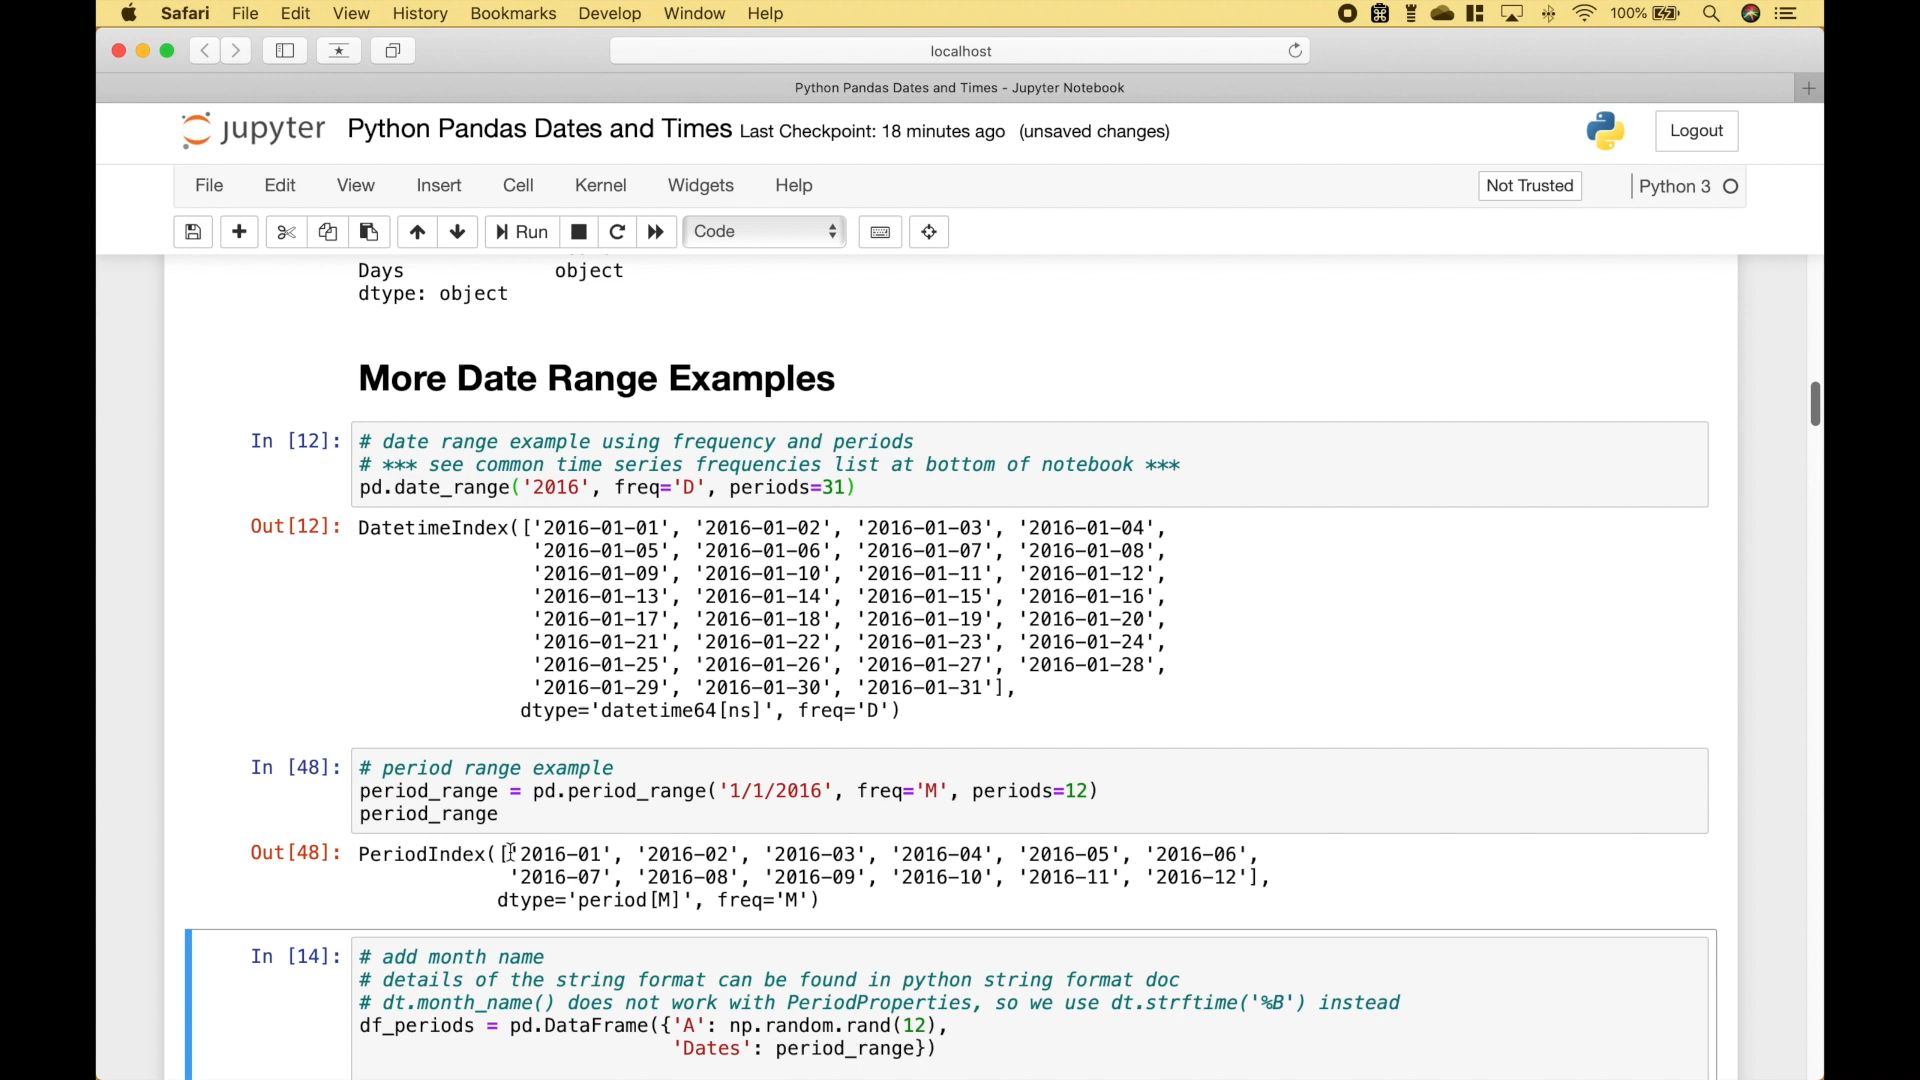 Safari File Edit View History Bookmarks Develop Window Help 100%
localhost
Python Pandas Dates and Times - Jupyter Notebook
jupyter Python Pandas Dates and Times Last Checkpoint: 18 minutes ago (unsaved changes) Logout
File Edit View Insert Cell Kernel Widgets Help Not Trusted Python 3
Run Code
Days object
dtype: object
More Date Range Examples
In [12]: # date range example using frequency and periods
# *** see common time series frequencies list at bottom of notebook ***
pd.date_range('2016', freq='D', periods=31)
Out[12]: DatetimeIndex(['2016-01-01', '2016-01-02', '2016-01-03', '2016-01-04',
'2016-01-05', '2016-01-06', '2016-01-07', '2016-01-08',
'2016-01-09', '2016-01-10', '2016-01-11', '2016-01-12',
'2016-01-13', '2016-01-14', '2016-01-15', '2016-01-16',
'2016-01-17', '2016-01-18', '2016-01-19', '2016-01-20',
'2016-01-21', '2016-01-22', '2016-01-23', '2016-01-24',
'2016-01-25', '2016-01-26', '2016-01-27', '2016-01-28',
'2016-01-29', '2016-01-30', '2016-01-31'],
dtype='datetime64[ns]', freq='D')
In [48]: # period range example
period_range = pd.period_range('1/1/2016', freq='M', periods=12)
period_range
Out[48]: PeriodIndex(['2016-01', '2016-02', '2016-03', '2016-04', '2016-05', '2016-06',
'2016-07', '2016-08', '2016-09', '2016-10', '2016-11', '2016-12'],
dtype='period[M]', freq='M')
In [14]: # add month name
# details of the string format can be found in python string format doc
# dt.month_name() does not work with PeriodProperties, so we use dt.strftime('%B') instead
df_periods = pd.DataFrame({'A': np.random.rand(12),
'Dates': period_range})